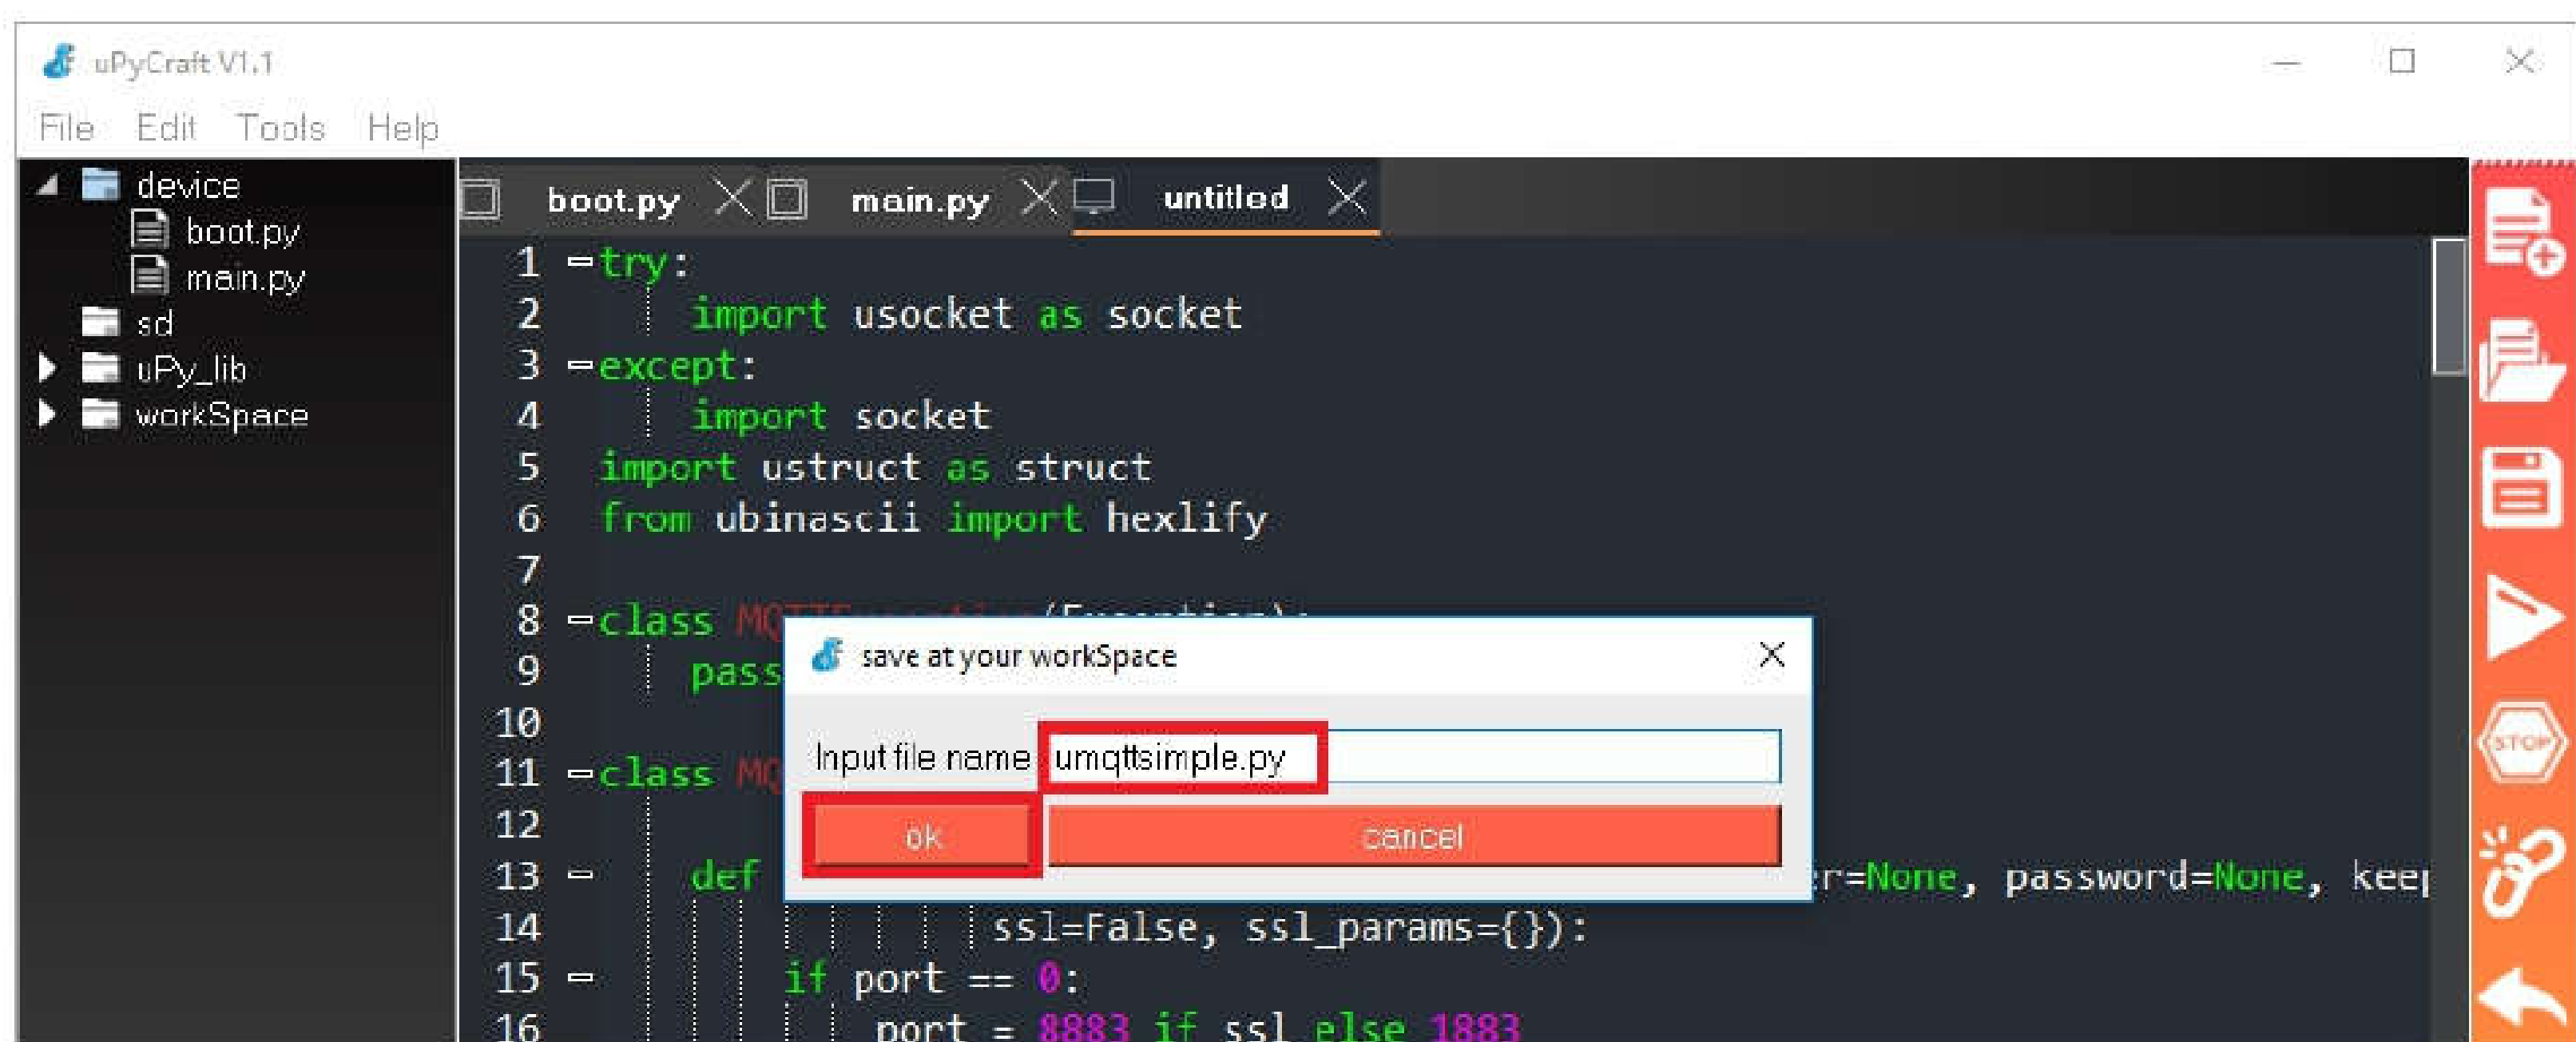 uPyCraft V1.1
File Edit Tools Help
device
boot.py
main.py
sd
uPy_lib
workSpace
boot.py main.py untitled
1 try:
2 import usocket as socket
3 except:
4 import socket
5 import ustruct as struct
6 from ubinascii import hexlify
7
8 class
9 pass
10
11 class
12
13 def r=None, password=None, keep
14 ssl=False, ssl_params={}):
15 if port == 0:
16 port = 8883 if ssl else 1883
save at your workSpace
Input file name umqttsimple.py
ok cancel
STOP